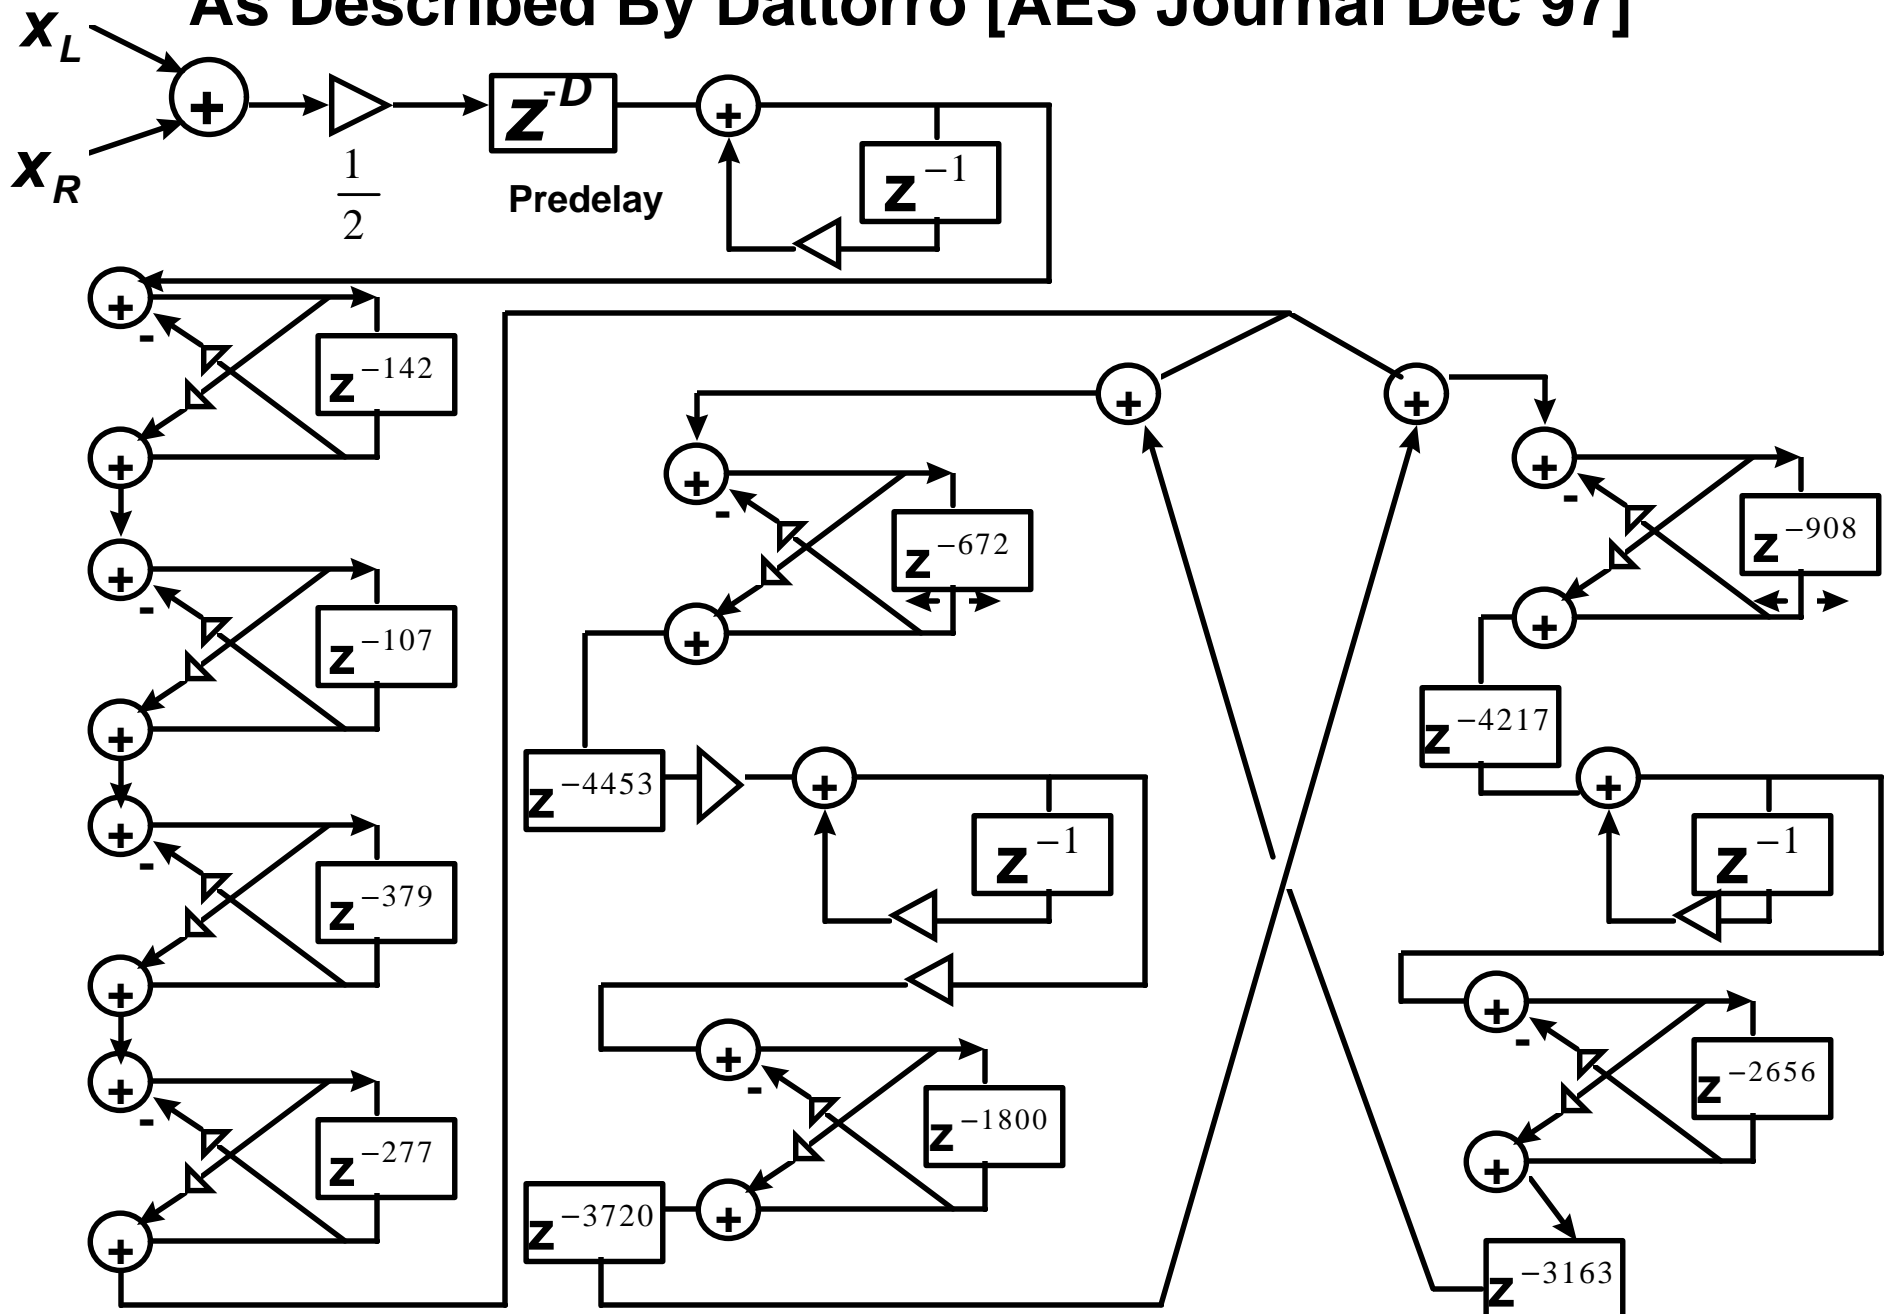 As Described By Dattorro [AES Journal Dec 97]
x_L
+
1/2
z^-D
+
z^−1
x_R
Predelay
+
-
z^−142
+
+
-
z^−107
+
+
-
z^−379
+
+
-
z^−277
+
+
+
+
-
z^−672
+
z^−4453
+
z^−1
+
-
z^−1800
+
z^−3720
+
-
z^−908
+
z^−4217
+
z^−1
+
-
z^−2656
+
z^−3163